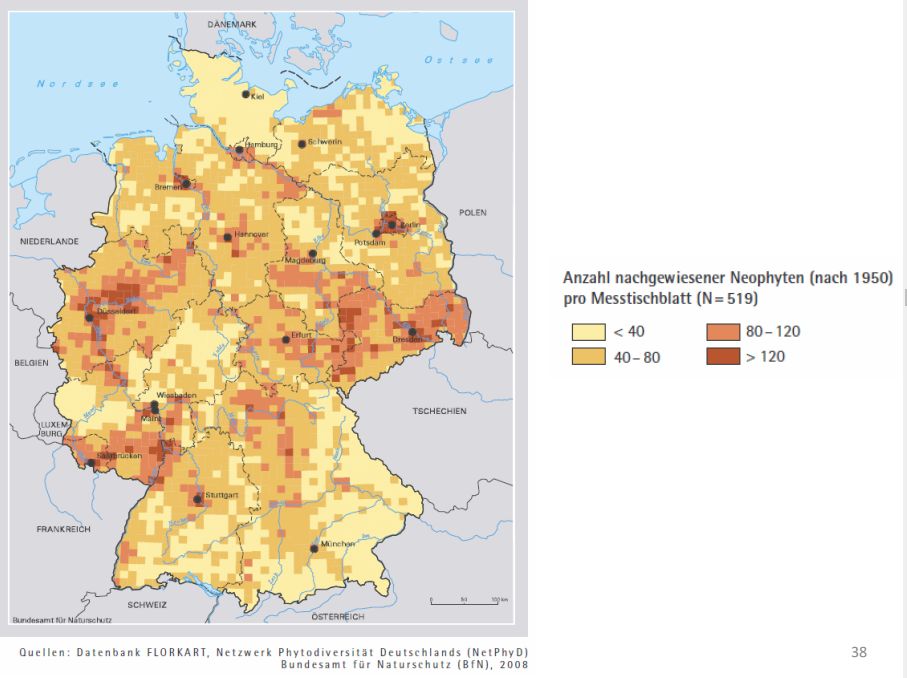 DÄNEMARK
Nordsee
Ostsee
Kiel
Hamburg
Schwerin
Bremen
POLEN
Berlin
Hannover
NIEDERLANDE
Potsdam
Magdeburg
Düsseldorf
Erfurt
Dresden
BELGIEN
Wiesbaden
Mainz
TSCHECHIEN
LUXEM-
BURG
Saarbrücken
Stuttgart
FRANKREICH
München
SCHWEIZ
ÖSTERREICH
0 50 100 km
Bundesamt für Naturschutz
Anzahl nachgewiesener Neophyten (nach 1950)
pro Messtischblatt (N=519)
< 40
80–120
40–80
> 120
Quellen: Datenbank FLORKART, Netzwerk Phytodiversität Deutschlands (NetPhyD)
Bundesamt für Naturschutz (BfN), 2008
38